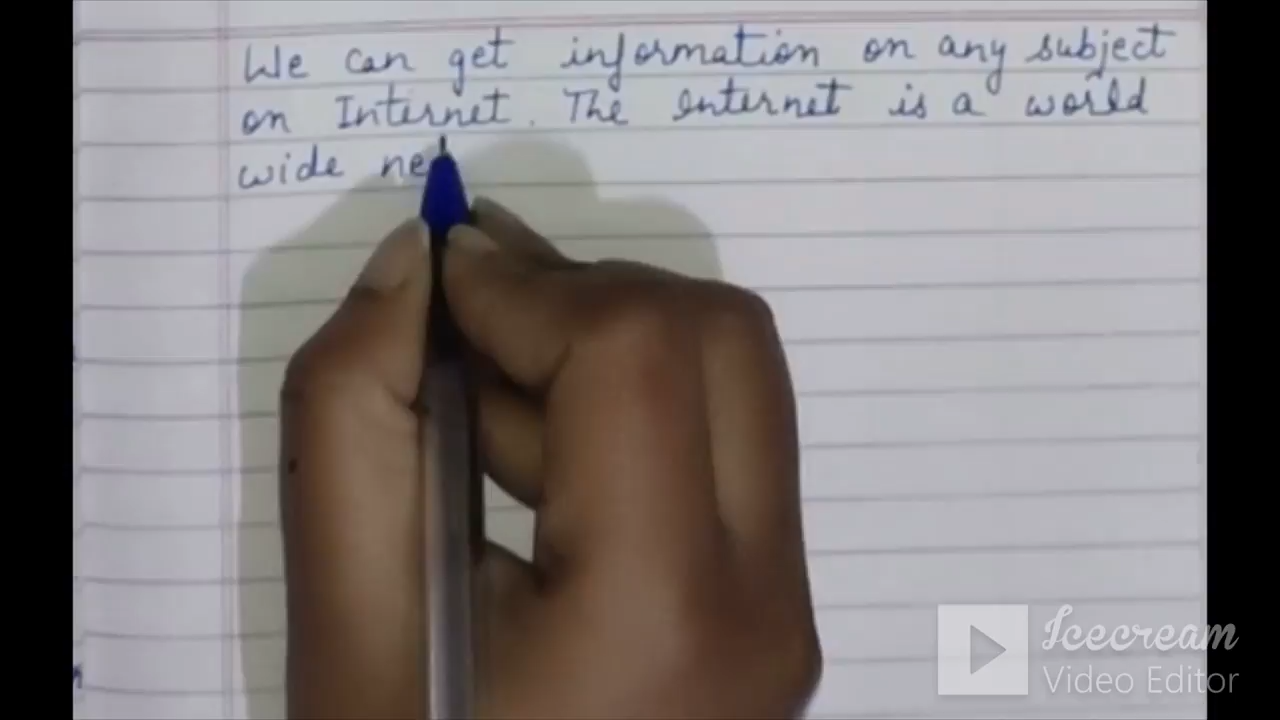 We can get information on any subject
on Internet. The Internet is a world
wide ne
Icecream
Video Editor